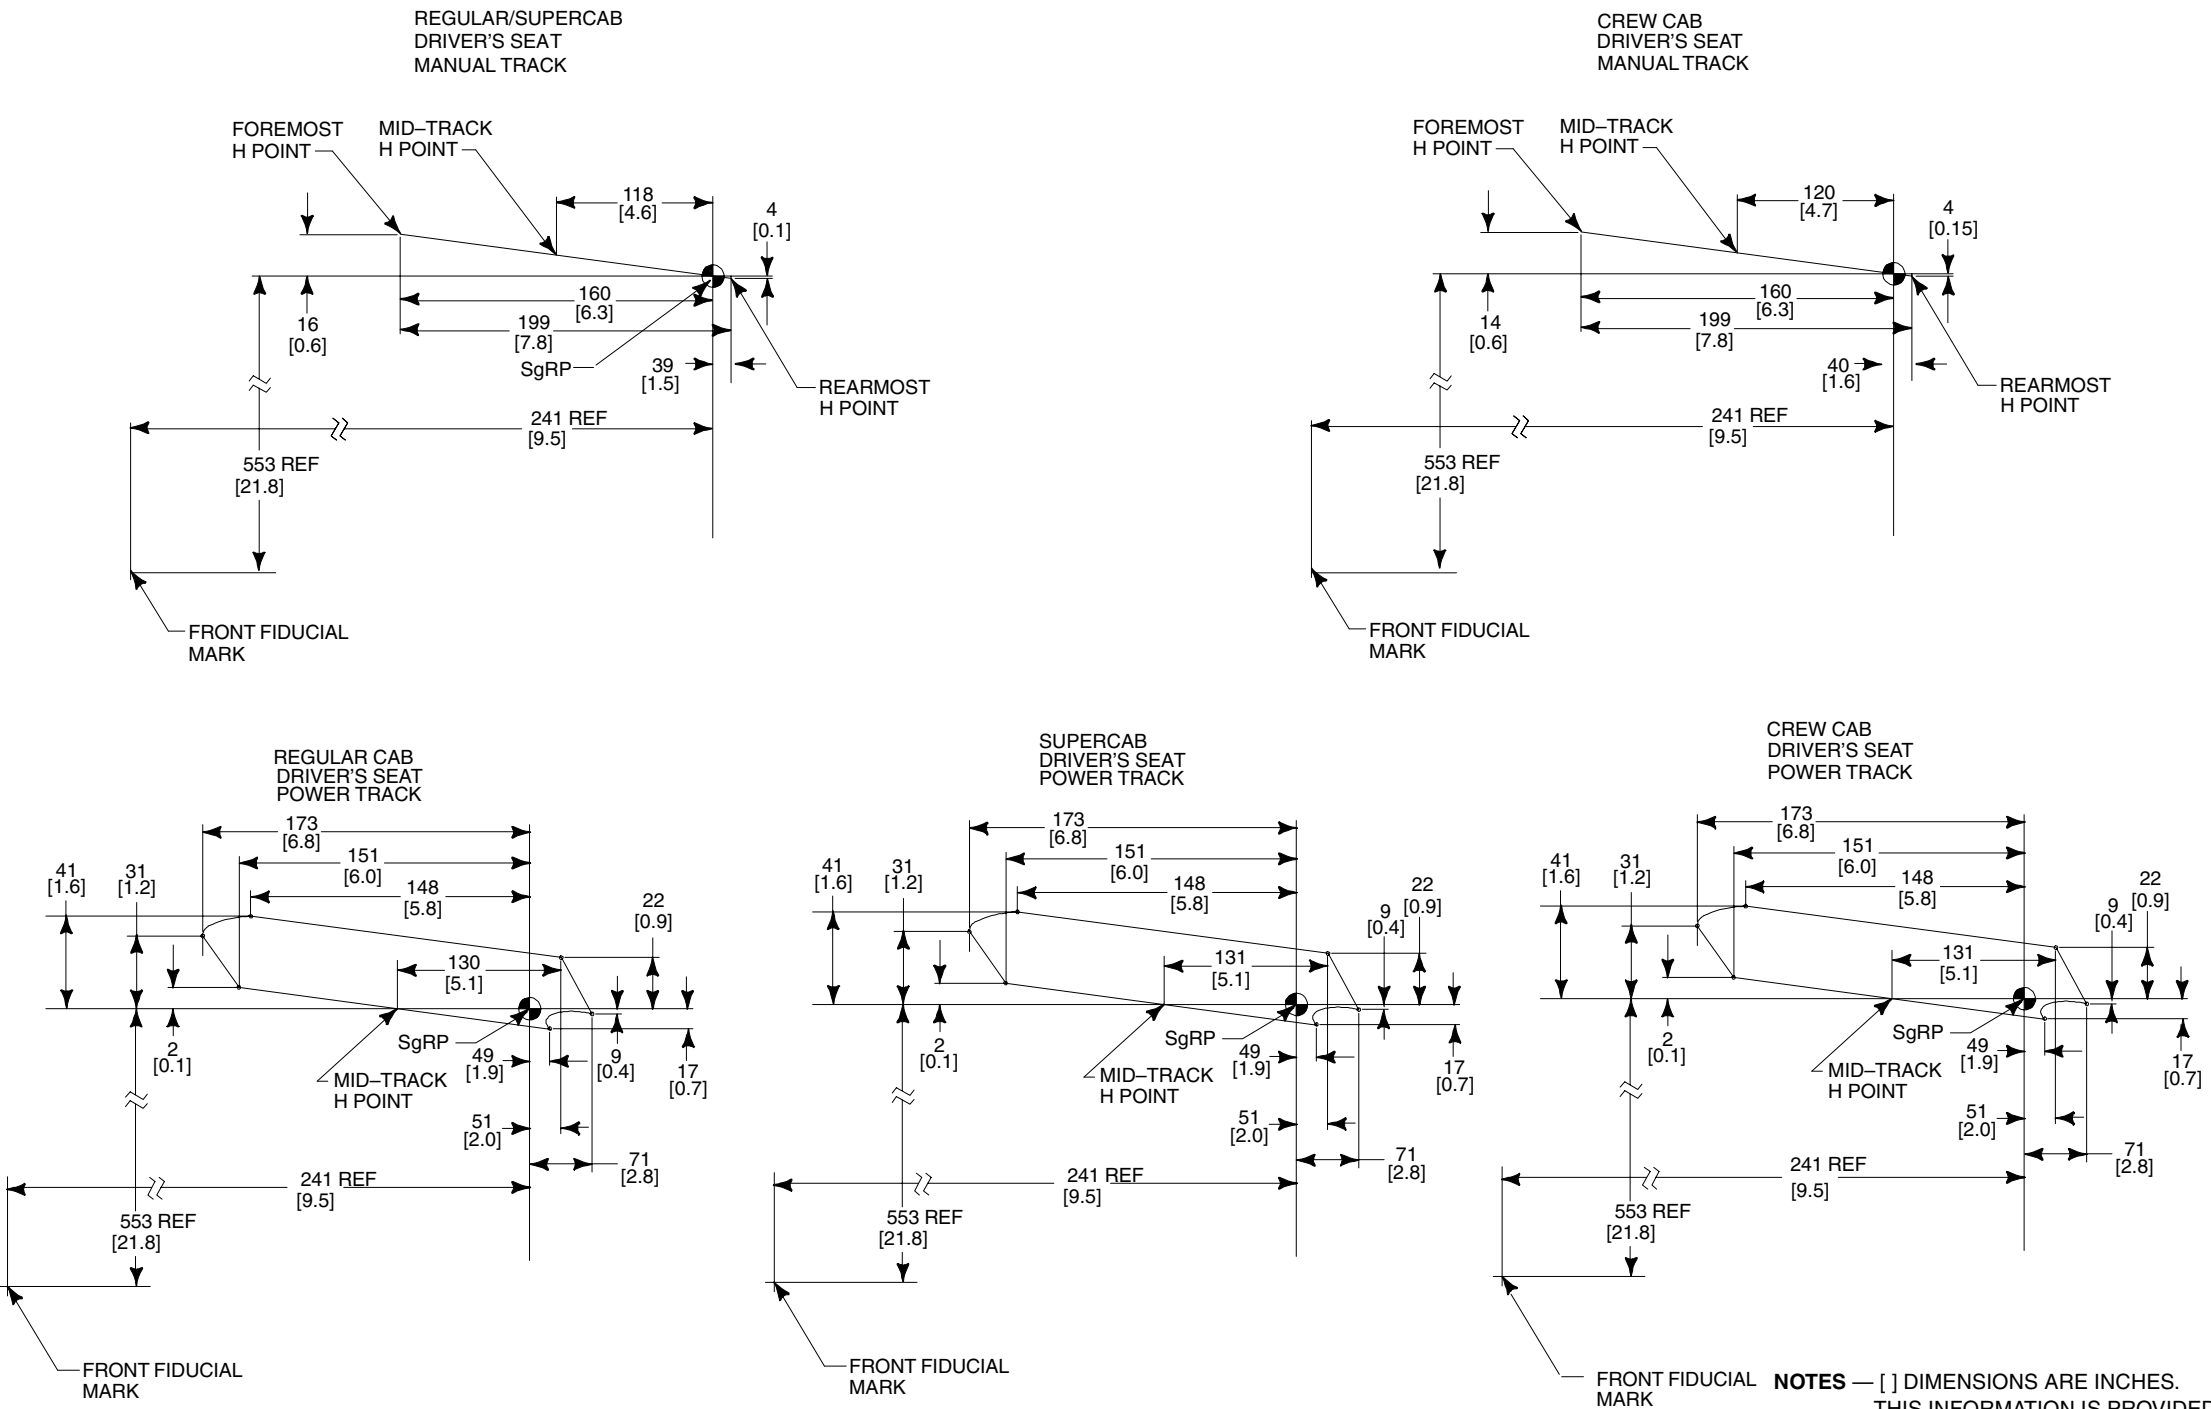 REGULAR/SUPERCAB
DRIVER'S SEAT
MANUAL TRACK
FOREMOST
H POINT
MID–TRACK
H POINT
118
[4.6]
4
[0.1]
16
[0.6]
160
[6.3]
199
[7.8]
SgRP
39
[1.5]
REARMOST
H POINT
241 REF
[9.5]
553 REF
[21.8]
FRONT FIDUCIAL
MARK
CREW CAB
DRIVER'S SEAT
MANUAL TRACK
FOREMOST
H POINT
MID–TRACK
H POINT
120
[4.7]
4
[0.15]
14
[0.6]
160
[6.3]
199
[7.8]
40
[1.6]
REARMOST
H POINT
241 REF
[9.5]
553 REF
[21.8]
FRONT FIDUCIAL
MARK
REGULAR CAB
DRIVER'S SEAT
POWER TRACK
173
[6.8]
151
[6.0]
148
[5.8]
41
[1.6]
31
[1.2]
22
[0.9]
130
[5.1]
2
[0.1]
SgRP
MID–TRACK
H POINT
49
[1.9]
9
[0.4]
17
[0.7]
51
[2.0]
71
[2.8]
241 REF
[9.5]
553 REF
[21.8]
FRONT FIDUCIAL
MARK
SUPERCAB
DRIVER'S SEAT
POWER TRACK
173
[6.8]
151
[6.0]
148
[5.8]
41
[1.6]
31
[1.2]
9
[0.4]
22
[0.9]
131
[5.1]
2
[0.1]
SgRP
MID–TRACK
H POINT
49
[1.9]
17
[0.7]
51
[2.0]
71
[2.8]
241 REF
[9.5]
553 REF
[21.8]
FRONT FIDUCIAL
MARK
CREW CAB
DRIVER'S SEAT
POWER TRACK
173
[6.8]
151
[6.0]
148
[5.8]
41
[1.6]
31
[1.2]
9
[0.4]
22
[0.9]
131
[5.1]
2
[0.1]
SgRP
MID–TRACK
H POINT
49
[1.9]
17
[0.7]
51
[2.0]
71
[2.8]
241 REF
[9.5]
553 REF
[21.8]
FRONT FIDUCIAL
MARK
NOTES — [ ] DIMENSIONS ARE INCHES.
THIS INFORMATION IS PROVIDED